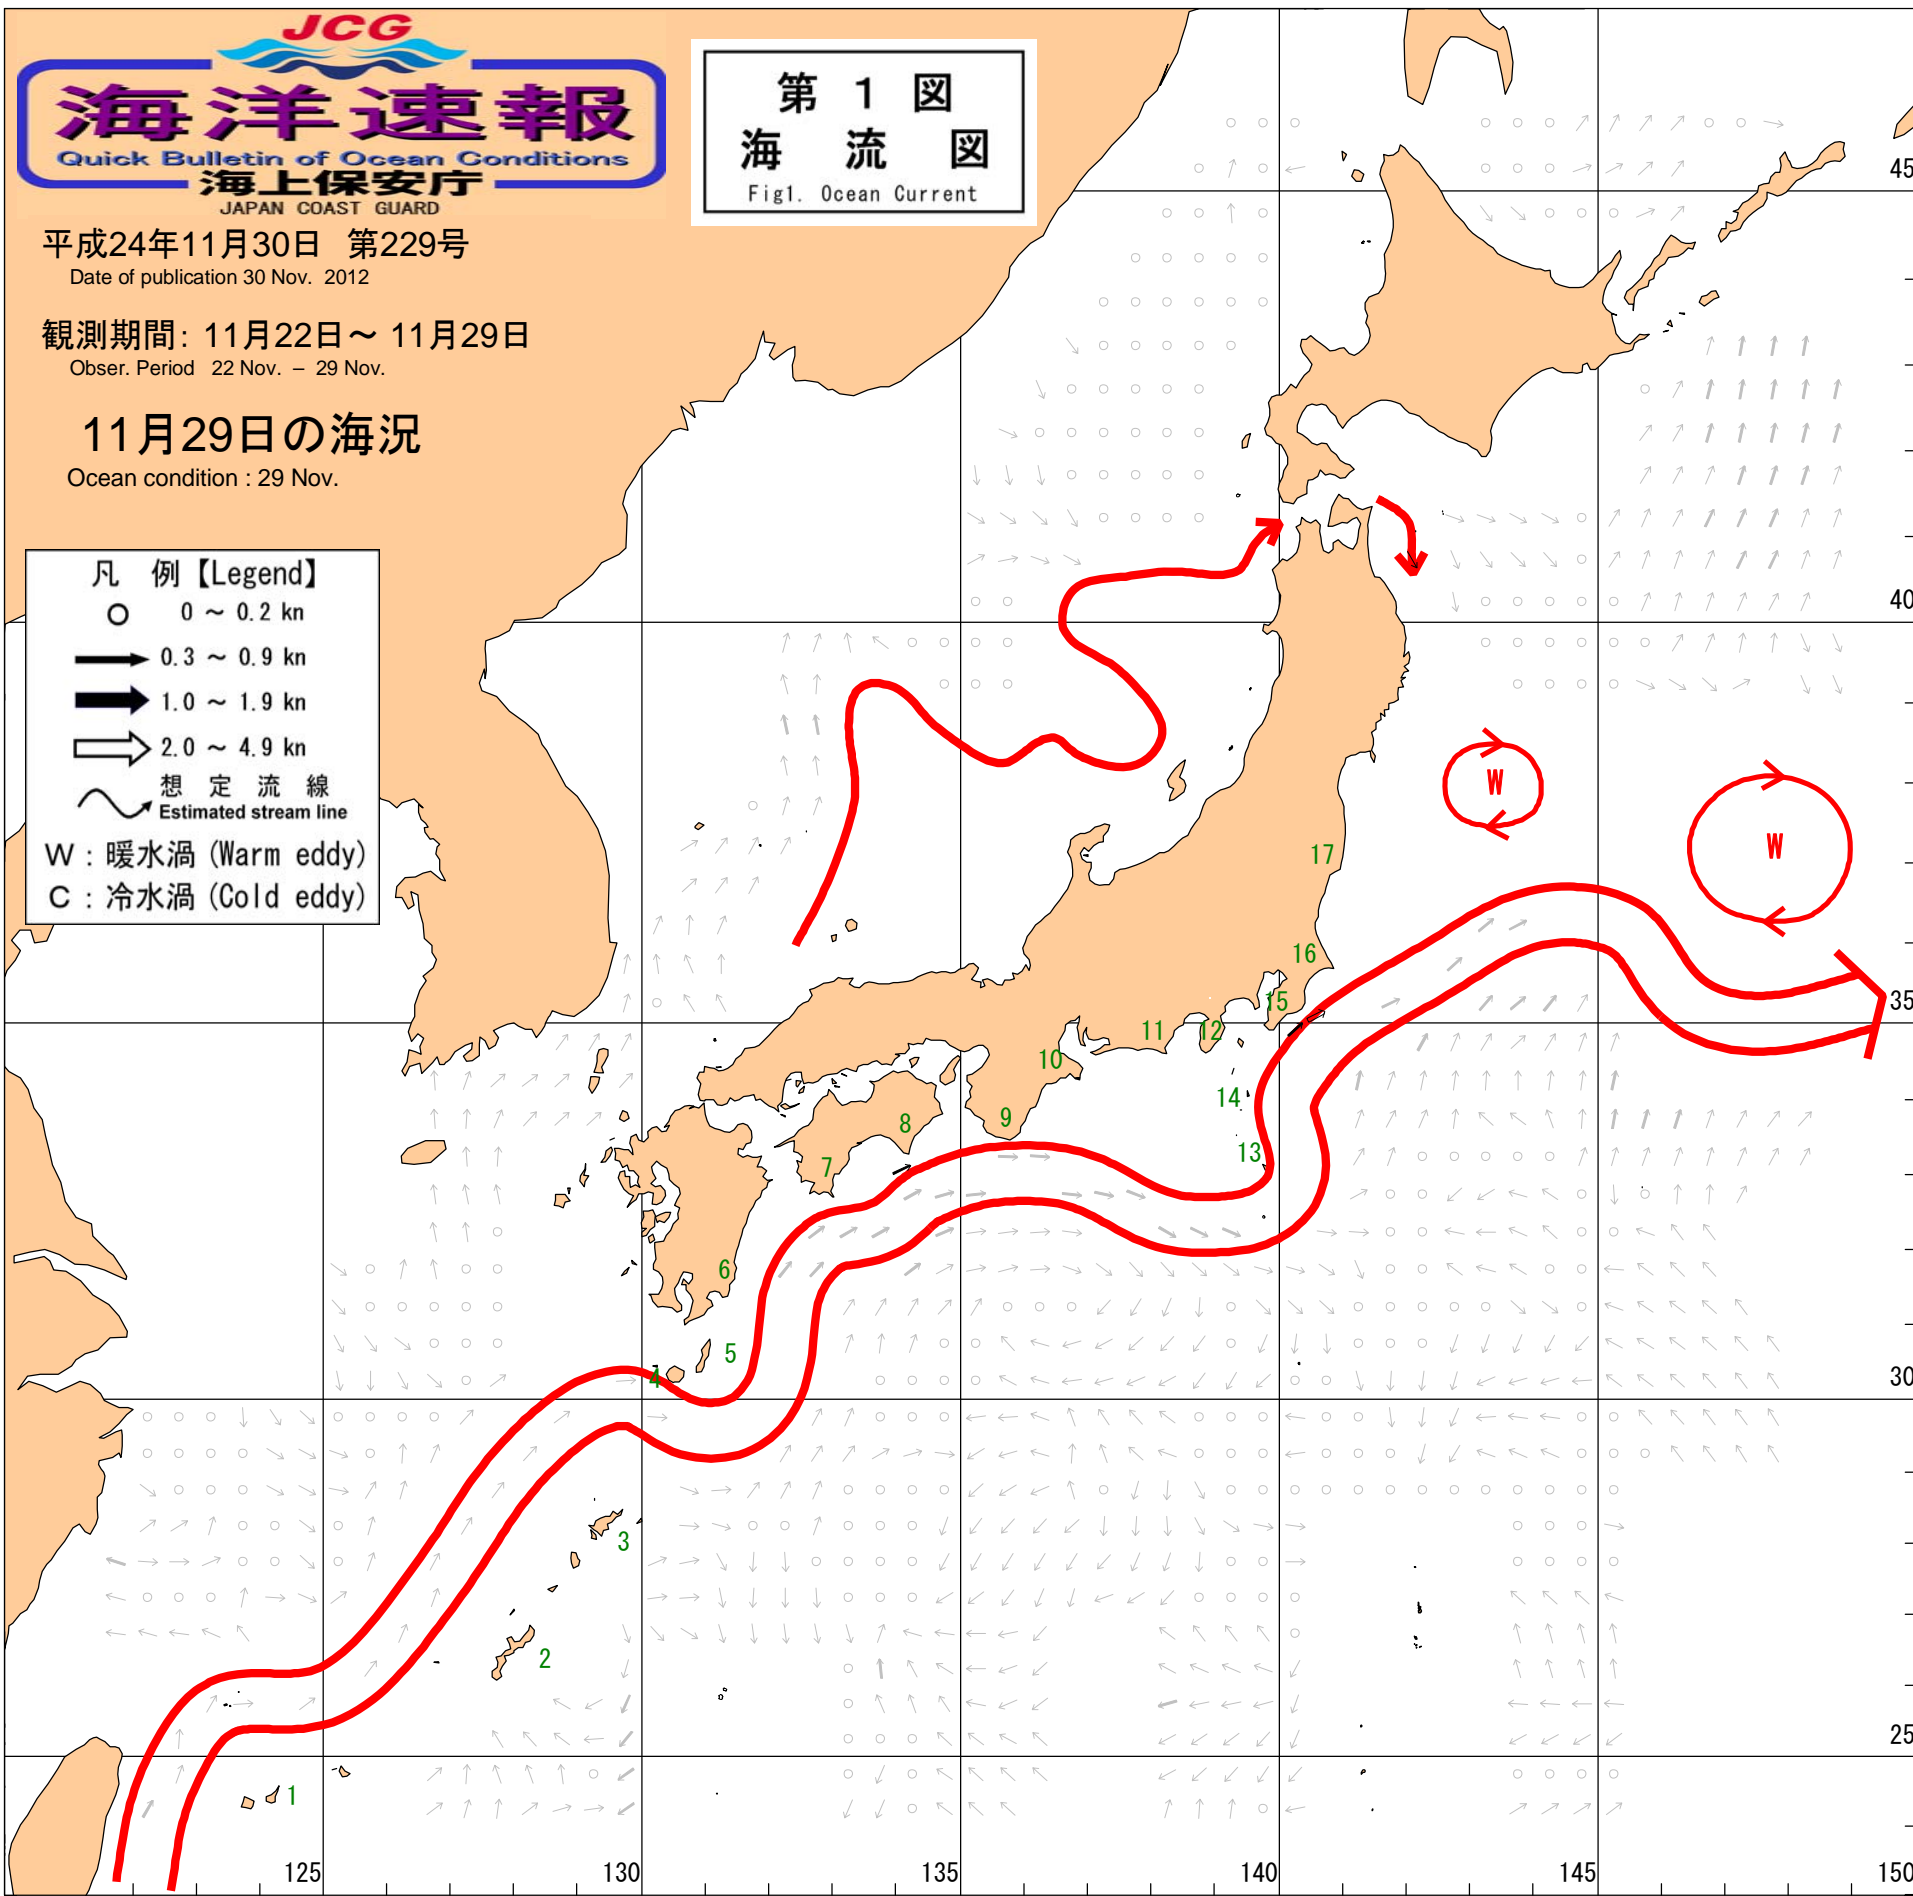 JCG
海洋速報
Quick Bulletin of Ocean Conditions
海上保安庁
JAPAN COAST GUARD
第 1 図
海 流 図
Fig1. Ocean Current
平成24年11月30日 第229号
Date of publication 30 Nov. 2012
観測期間: 11月22日～ 11月29日
Obser. Period 22 Nov. – 29 Nov.
11月29日の海況
Ocean condition : 29 Nov.
凡 例【Legend】
0 ～ 0.2 kn
0.3 ～ 0.9 kn
1.0 ～ 1.9 kn
2.0 ～ 4.9 kn
想 定 流 線
Estimated stream line
W : 暖水渦 (Warm eddy)
C : 冷水渦 (Cold eddy)
45
40
W
W
17
16
35
15
12
11
10
14
9
8
13
7
6
5
4
30
3
2
25
1
125
130
135
140
145
150